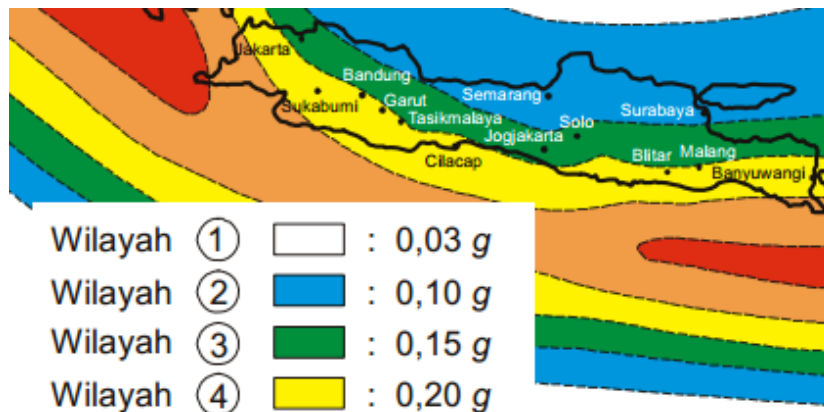 Jakarta
Bandung
Sukabumi
Garut
Tasikmalaya
Cilacap
Semarang
Solo
Jogjakarta
Surabaya
Blitar
Malang
Banyuwangi
Wilayah 1 : 0,03 g
Wilayah 2 : 0,10 g
Wilayah 3 : 0,15 g
Wilayah 4 : 0,20 g